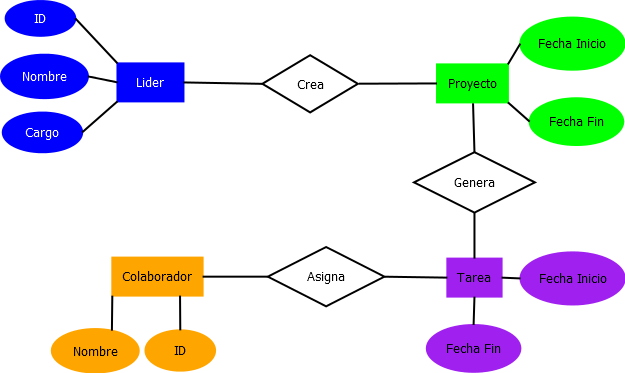 ID
Nombre
Cargo
Lider
Crea
Proyecto
Fecha Inicio
Fecha Fin
Genera
Colaborador
Asigna
Tarea
Fecha Inicio
Nombre
ID
Fecha Fin